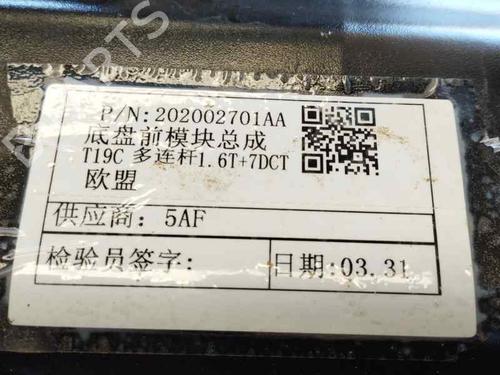 P/N:202002701AA
底盘前模块总成
T19C 多连杆1.6T+7DCT
欧盟
供应商: 5AF
检验员签字:
日期:03.31
PARTS